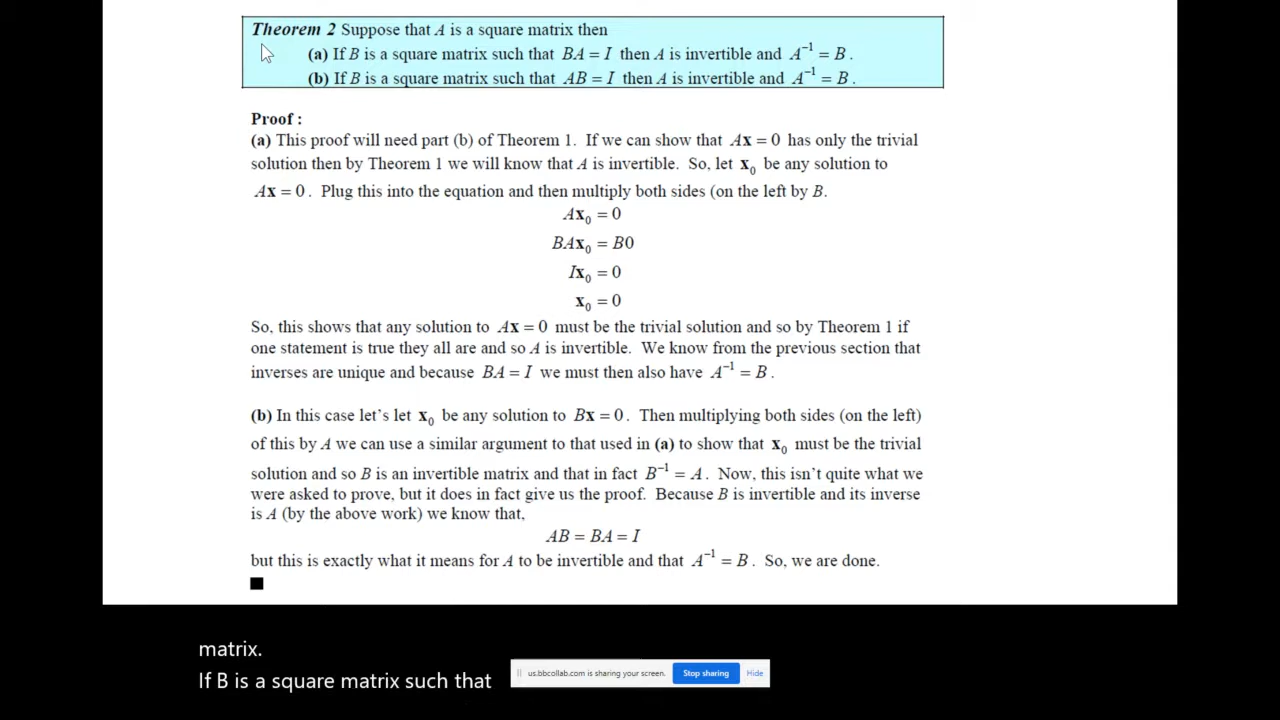 Theorem 2 Suppose that A is a square matrix then
(a) If B is a square matrix such that BA = I then A is invertible and A⁻¹ = B.
(b) If B is a square matrix such that AB = I then A is invertible and A⁻¹ = B.
Proof :
(a) This proof will need part (b) of Theorem 1. If we can show that Ax = 0 has only the trivial
solution then by Theorem 1 we will know that A is invertible. So, let x₀ be any solution to
Ax = 0. Plug this into the equation and then multiply both sides (on the left by B.
Ax₀ = 0
BAx₀ = B0
Ix₀ = 0
x₀ = 0
So, this shows that any solution to Ax = 0 must be the trivial solution and so by Theorem 1 if
one statement is true they all are and so A is invertible. We know from the previous section that
inverses are unique and because BA = I we must then also have A⁻¹ = B.
(b) In this case let's let x₀ be any solution to Bx = 0. Then multiplying both sides (on the left)
of this by A we can use a similar argument to that used in (a) to show that x₀ must be the trivial
solution and so B is an invertible matrix and that in fact B⁻¹ = A. Now, this isn't quite what we
were asked to prove, but it does in fact give us the proof. Because B is invertible and its inverse
is A (by the above work) we know that,
AB = BA = I
but this is exactly what it means for A to be invertible and that A⁻¹ = B. So, we are done.
matrix.
If B is a square matrix such that
us.bbcollab.com is sharing your screen. Stop sharing Hide